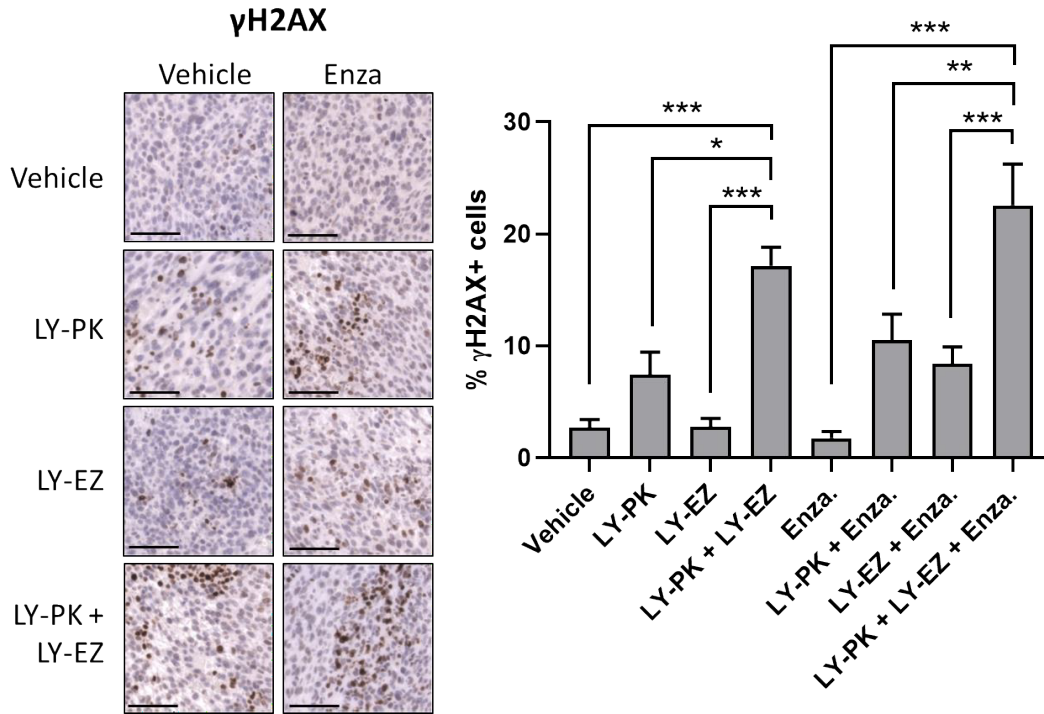 γH2AX
Vehicle Enza
Vehicle
LY-PK
LY-EZ
LY-PK +
LY-EZ
% γH2AX+ cells
30
20
10
0
***
*
***
***
**
***
Vehicle
LY-PK
LY-EZ
LY-PK + LY-EZ
Enza.
LY-PK + Enza.
LY-EZ + Enza.
LY-PK + LY-EZ + Enza.